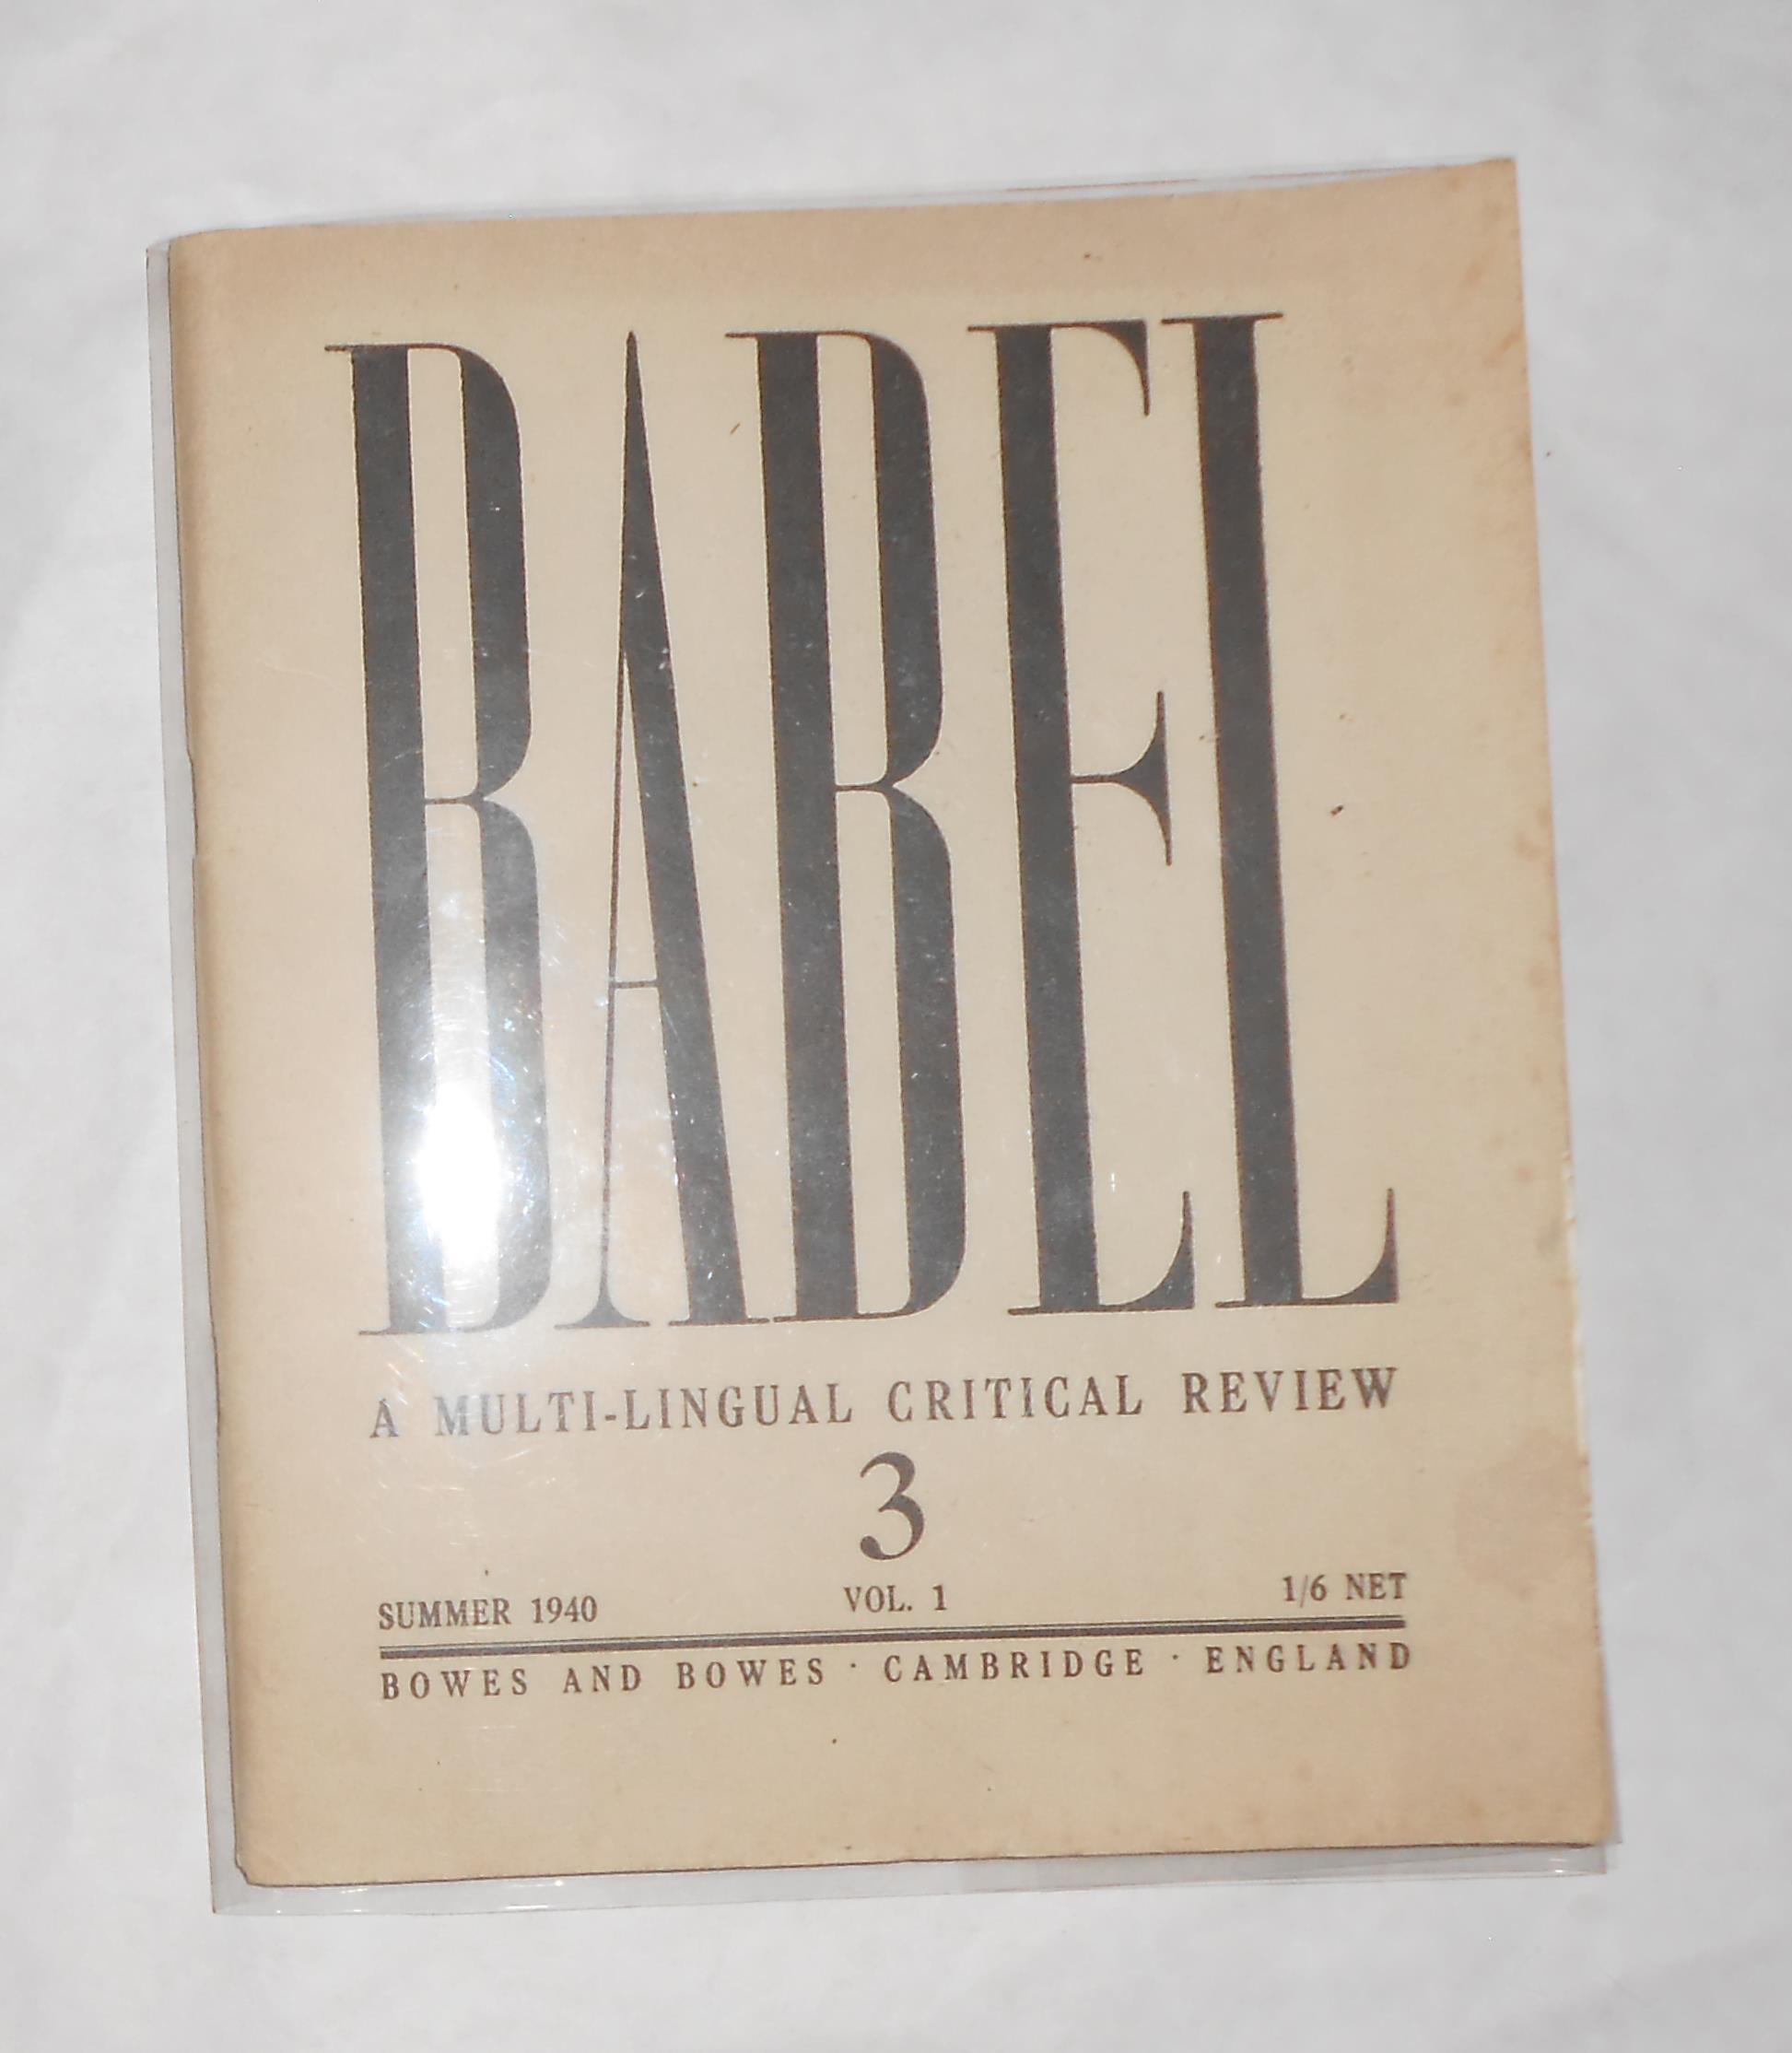 BABEL
A MULTI-LINGUAL CRITICAL REVIEW
3
SUMMER 1940 VOL. 1 1/6 NET
BOWES AND BOWES · CAMBRIDGE · ENGLAND